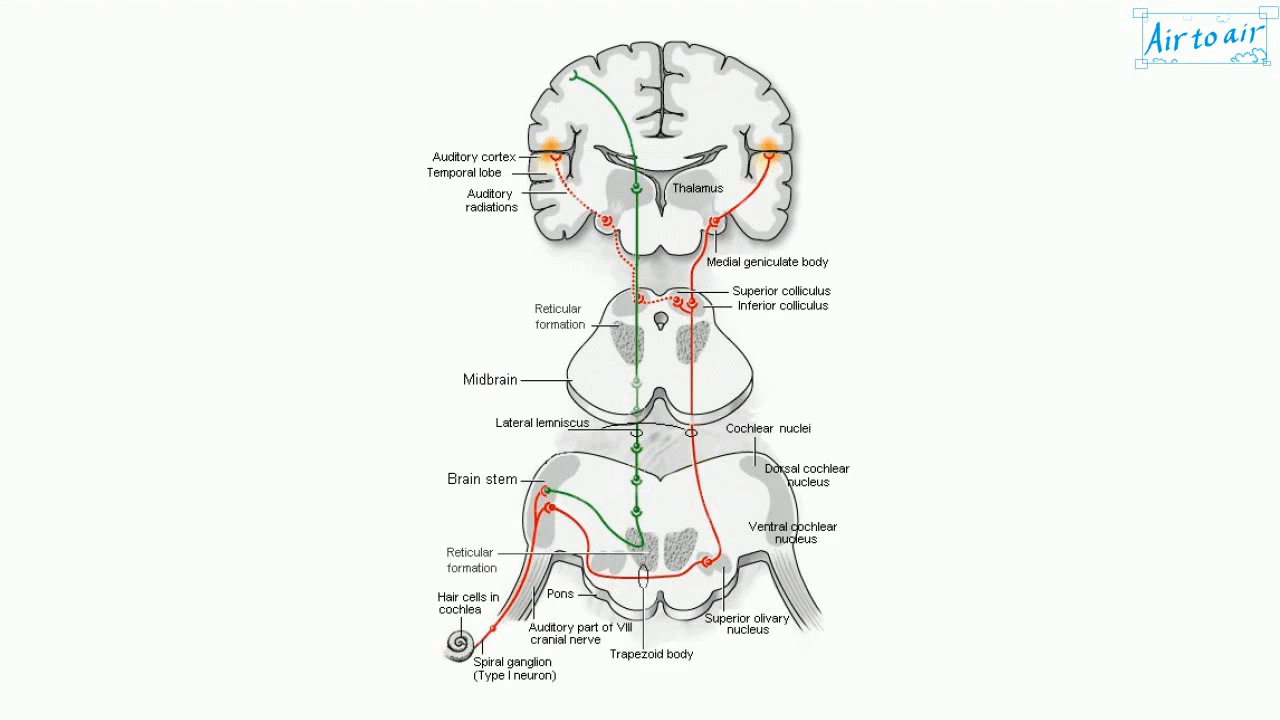 Air to air
Auditory cortex
Temporal lobe
Auditory
radiations
Thalamus
Medial geniculate body
Superior colliculus
Inferior colliculus
Reticular
formation
Midbrain
Lateral lemniscus
Cochlear nuclei
Dorsal cochlear
nucleus
Brain stem
Ventral cochlear
nucleus
Reticular
formation
Pons
Hair cells in
cochlea
Superior olivary
nucleus
Auditory part of VIII
cranial nerve
Trapezoid body
Spiral ganglion
(Type I neuron)